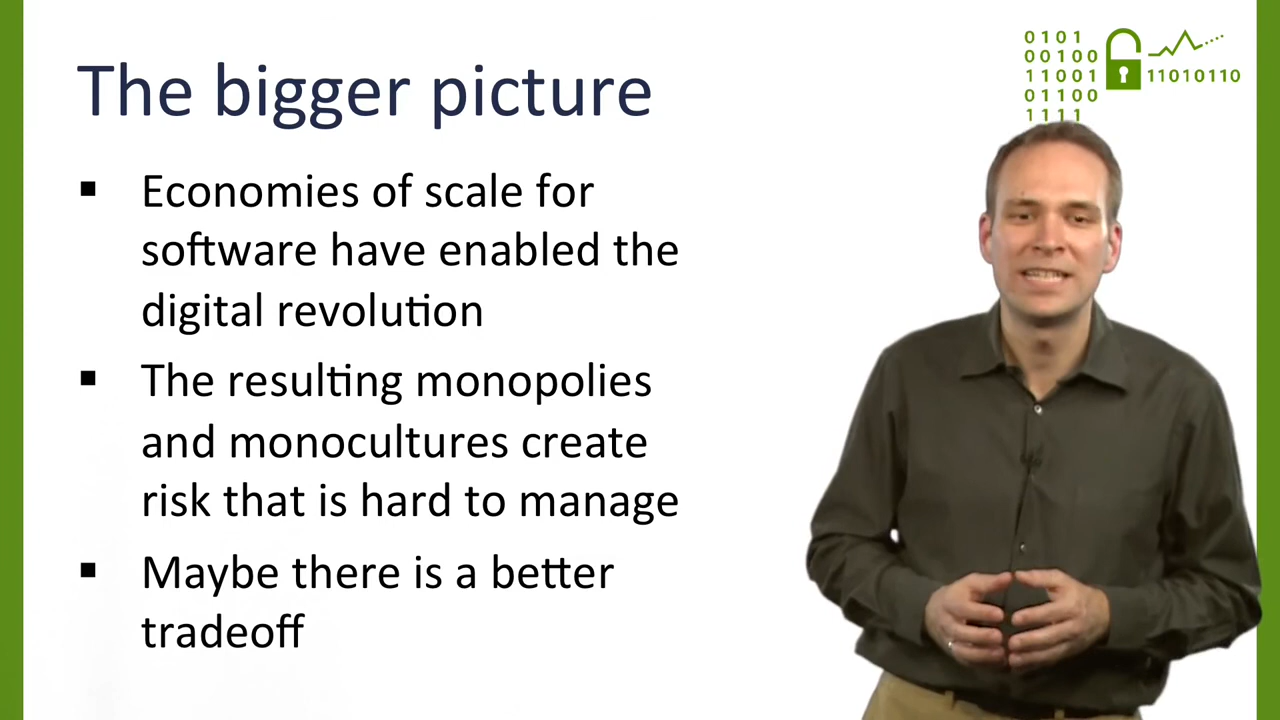 The bigger picture
0101
00100
11001
01100
1111
11010110
▪ Economies of scale for
software have enabled the
digital revolution
▪ The resulting monopolies
and monocultures create
risk that is hard to manage
▪ Maybe there is a better
tradeoff